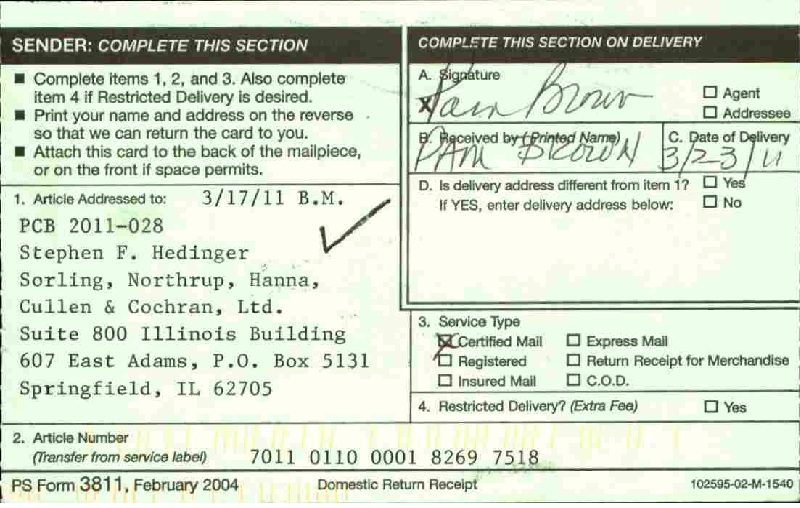 SENDER: COMPLETE THIS SECTION
■ Complete items 1, 2, and 3. Also complete
item 4 if Restricted Delivery is desired.
■ Print your name and address on the reverse
so that we can return the card to you.
■ Attach this card to the back of the mailpiece,
or on the front if space permits.
1. Article Addressed to: 3/17/11 B.M.
PCB 2011-028
Stephen F. Hedinger
Sorling, Northrup, Hanna,
Cullen & Cochran, Ltd.
Suite 800 Illinois Building
607 East Adams, P.O. Box 5131
Springfield, IL 62705
COMPLETE THIS SECTION ON DELIVERY
A. Signature
X Pam Brown
☐ Agent
☐ Addressee
B. Received by (Printed Name)
PAM BROWN
C. Date of Delivery
3/23/11
D. Is delivery address different from item 1? ☐ Yes
If YES, enter delivery address below: ☐ No
3. Service Type
☒ Certified Mail ☐ Express Mail
☐ Registered ☐ Return Receipt for Merchandise
☐ Insured Mail ☐ C.O.D.
4. Restricted Delivery? (Extra Fee) ☐ Yes
2. Article Number
(Transfer from service label) 7011 0110 0001 8269 7518
PS Form 3811, February 2004 Domestic Return Receipt 102595-02-M-1540